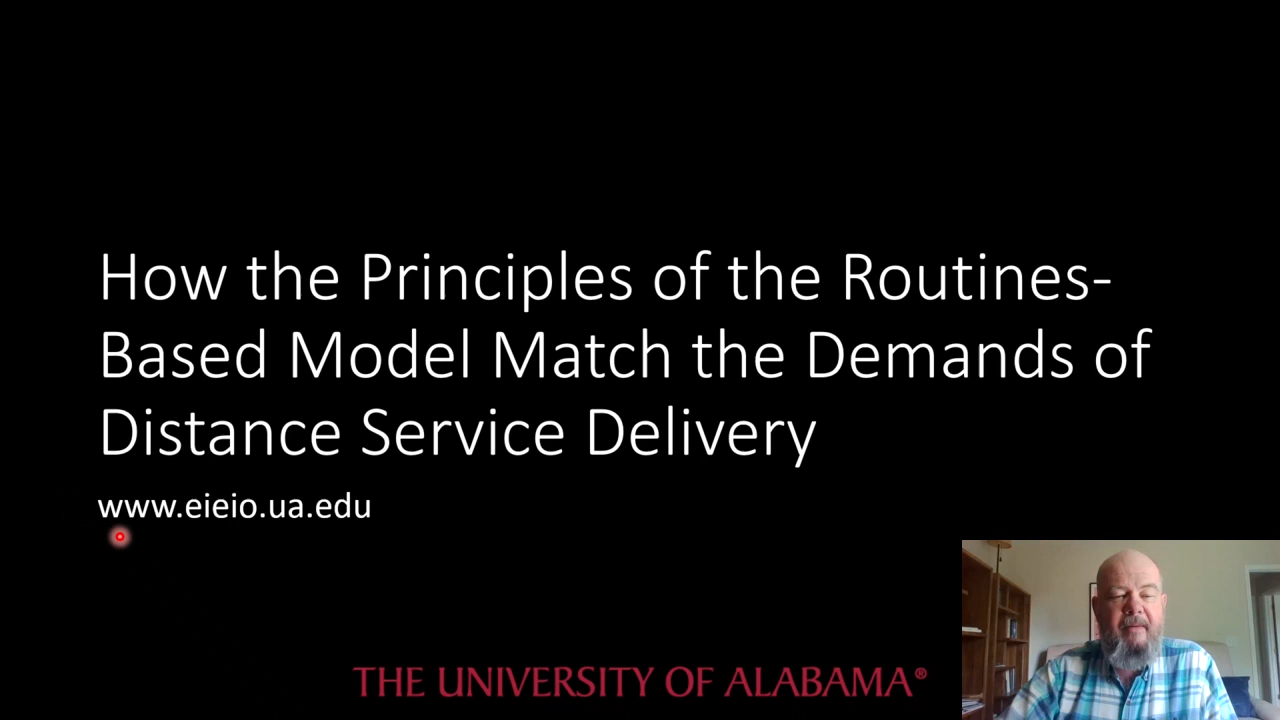 How the Principles of the Routines-
Based Model Match the Demands of
Distance Service Delivery
www.eieio.ua.edu
THE UNIVERSITY OF ALABAMA®